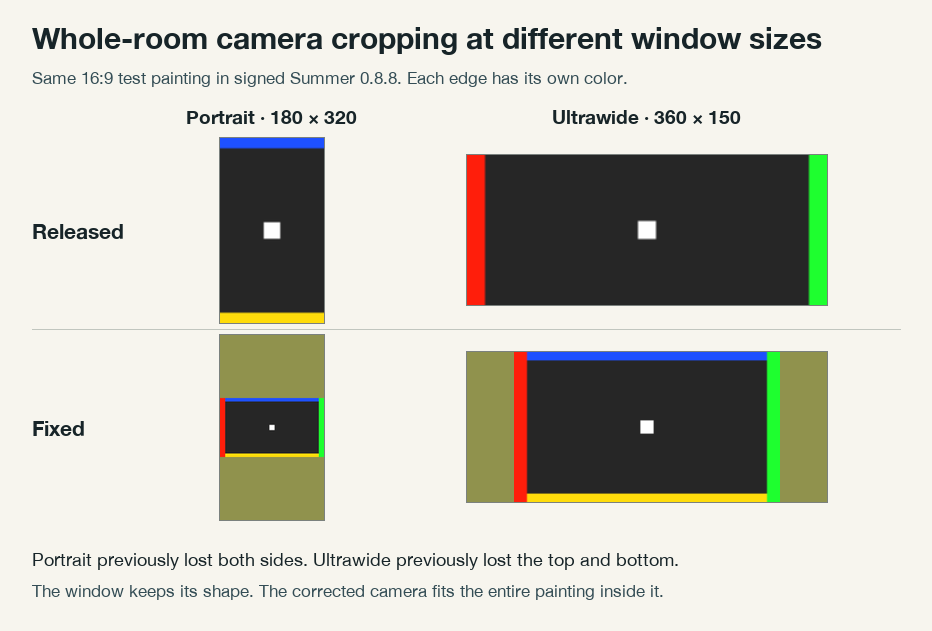 Whole-room camera cropping at different window sizes
Same 16:9 test painting in signed Summer 0.8.8. Each edge has its own color.
Portrait · 180 × 320
Ultrawide · 360 × 150
Released
Fixed
Portrait previously lost both sides. Ultrawide previously lost the top and bottom.
The window keeps its shape. The corrected camera fits the entire painting inside it.